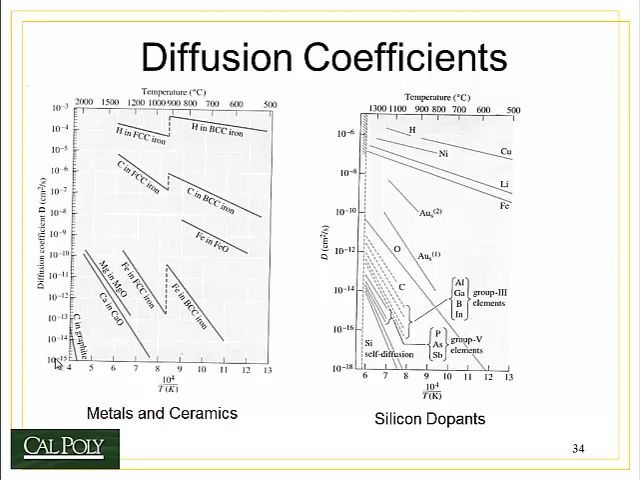 Diffusion Coefficients
Temperature (°C)
2000 1500 1200 1000 900 800 700 600 500
10⁻³
10⁻⁴
10⁻⁵
10⁻⁶
10⁻⁷
10⁻⁸
10⁻⁹
10⁻¹⁰
10⁻¹¹
10⁻¹²
10⁻¹³
10⁻¹⁴
10⁻¹⁵
Diffusion coefficient D (cm²/s)
H in FCC iron
H in BCC iron
C in FCC iron
C in BCC iron
Fe in FeO
Mg in MgO
Ca in CaO
Fe in FCC iron
Fe in BCC iron
C in graphite
4 5 6 7 8 9 10 11 12 13
10⁴
T(K)
Metals and Ceramics
Temperature (°C)
1300 1100 900 800 700 600 500
10⁻⁶
10⁻⁸
10⁻¹⁰
10⁻¹²
10⁻¹⁴
10⁻¹⁶
10⁻¹⁸
D (cm²/s)
H
Cu
Ni
Li
Fe
Auₛ(2)
O
Auₛ(1)
C
Al
Ga
B
In
group-III
elements
P
As
Sb
group-V
elements
Si
self-diffusion
6 7 8 9 10 11 12 13
10⁴
T(K)
Silicon Dopants
CAL POLY
34